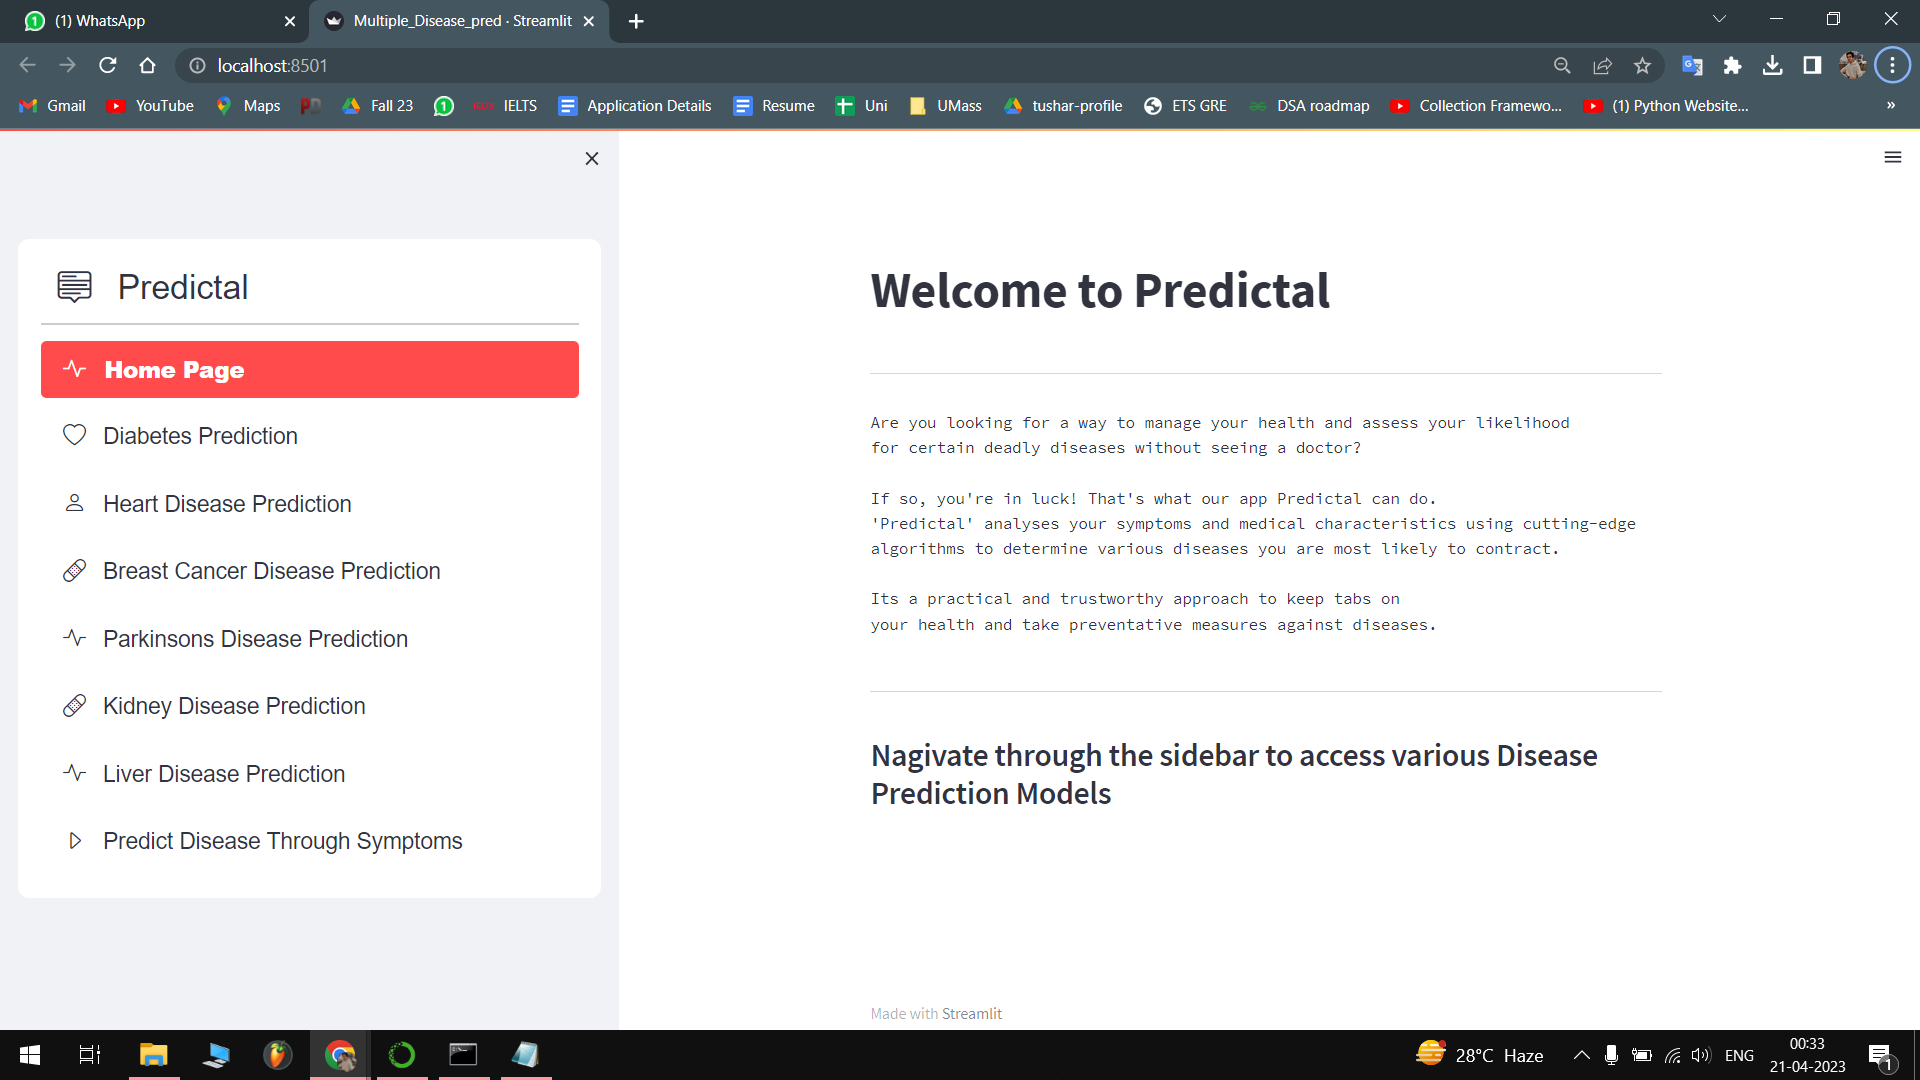 (1) WhatsApp
Multiple_Disease_pred · Streamlit
localhost:8501
Gmail
YouTube
Maps
Fall 23
IELTS
Application Details
Resume
Uni
UMass
tushar-profile
ETS GRE
DSA roadmap
Collection Framewo...
(1) Python Website...
»
Predictal
Home Page
Diabetes Prediction
Heart Disease Prediction
Breast Cancer Disease Prediction
Parkinsons Disease Prediction
Kidney Disease Prediction
Liver Disease Prediction
Predict Disease Through Symptoms
Welcome to Predictal
Are you looking for a way to manage your health and assess your likelihood
for certain deadly diseases without seeing a doctor?
If so, you're in luck! That's what our app Predictal can do.
'Predictal' analyses your symptoms and medical characteristics using cutting-edge
algorithms to determine various diseases you are most likely to contract.
Its a practical and trustworthy approach to keep tabs on
your health and take preventative measures against diseases.
Nagivate through the sidebar to access various Disease
Prediction Models
Made with Streamlit
28°C Haze
ENG
00:33
21-04-2023
1